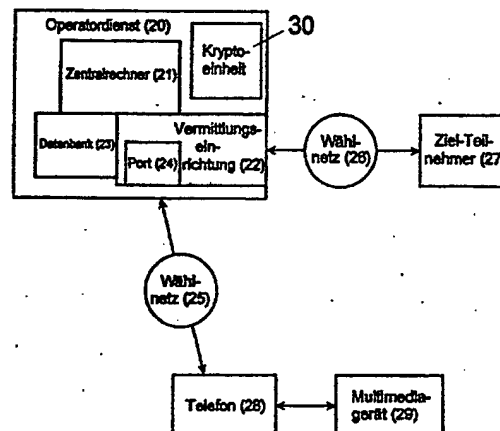 Operatordienst (20)
30
Krypto-
einheit
Zentralrechner (21)
Vermittlungs-
ein-
richtung (22)
Datenbank (23)
Port (24)
Wähl-
netz (26)
Ziel-Teil-
nehmer (27)
Wähl-
netz (25)
Telefon (28)
Multimedia-
gerät (29)